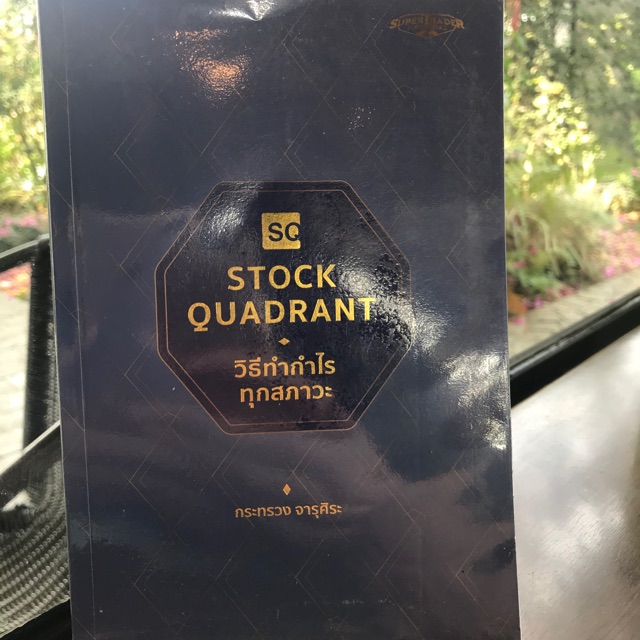 SUPERTRADER
SQ
STOCK
QUADRANT
วิธีทำกำไร
ทุกสภาวะ
กระทรวง จารุศิระ